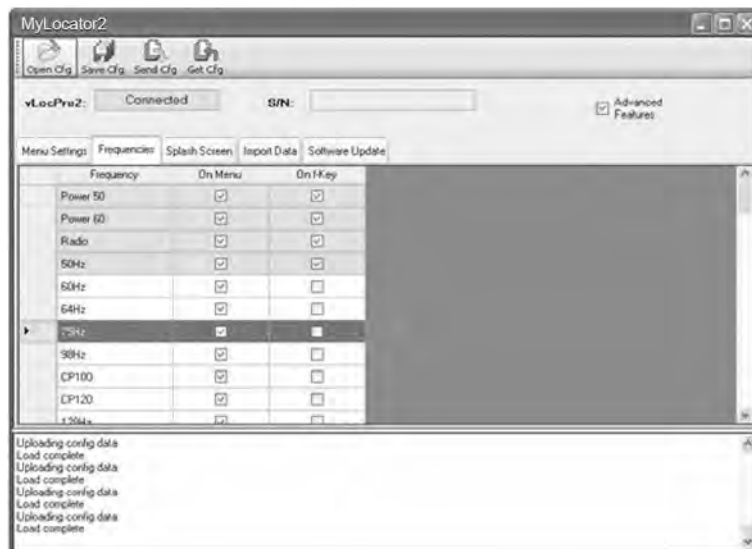 MyLocator2
Open Cfg Save Cfg Send Cfg Get Cfg
vLocPro2: Connected S/N: Advanced Features
Menu Settings Frequencies Splash Screen Import Data Software Update
Frequency On Menu On f-Key
Power 50
Power 60
Radio
50Hz
60Hz
64Hz
75Hz
98Hz
CP100
CP120
120Hz
Uploading config data
Load complete
Uploading config data
Load complete
Uploading config data
Load complete
Uploading config data
Load complete